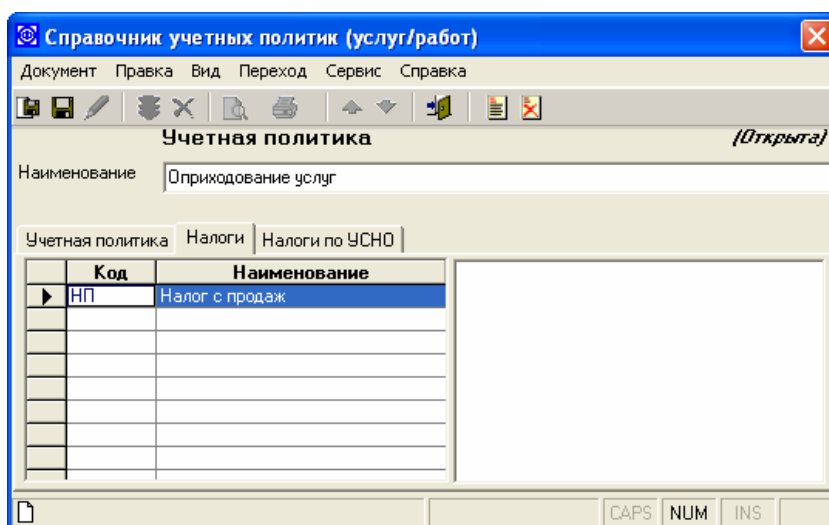 Справочник учетных политик (услуг/работ)
Документ Правка Вид Переход Сервис Справка
Учетная политика (Открыта)
Наименование Оприходование услуг
Учетная политика Налоги Налоги по УСНО
Код Наименование
НП Налог с продаж
CAPS NUM INS